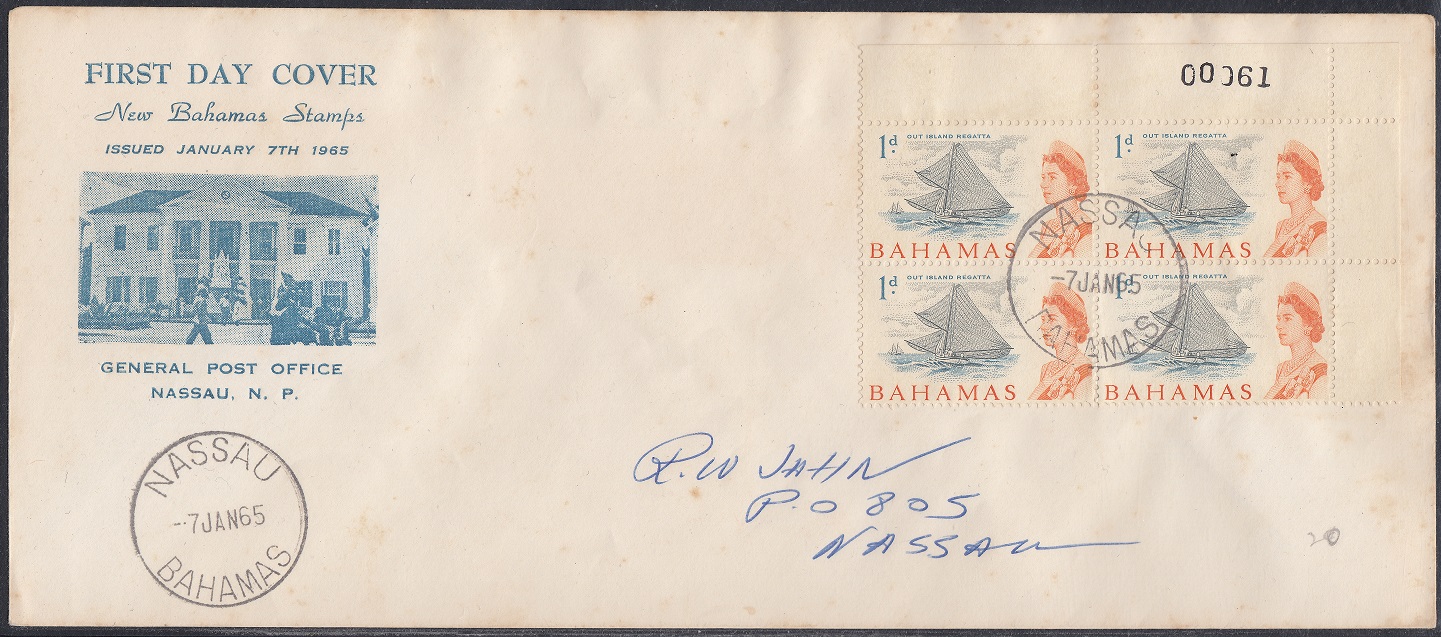 FIRST DAY COVER
New Bahamas Stamps
ISSUED JANUARY 7TH 1965
GENERAL POST OFFICE
NASSAU, N. P.
NASSAU
-7JAN65
BAHAMAS
1d. OUT ISLAND REGATTA
BAHAMAS
1d. OUT ISLAND REGATTA
BAHAMAS
1d. OUT ISLAND REGATTA
BAHAMAS
1d. OUT ISLAND REGATTA
BAHAMAS
NASSAU
-7JAN65
BAHAMAS
R.W JAHN
P.O 805
NASSAU
20